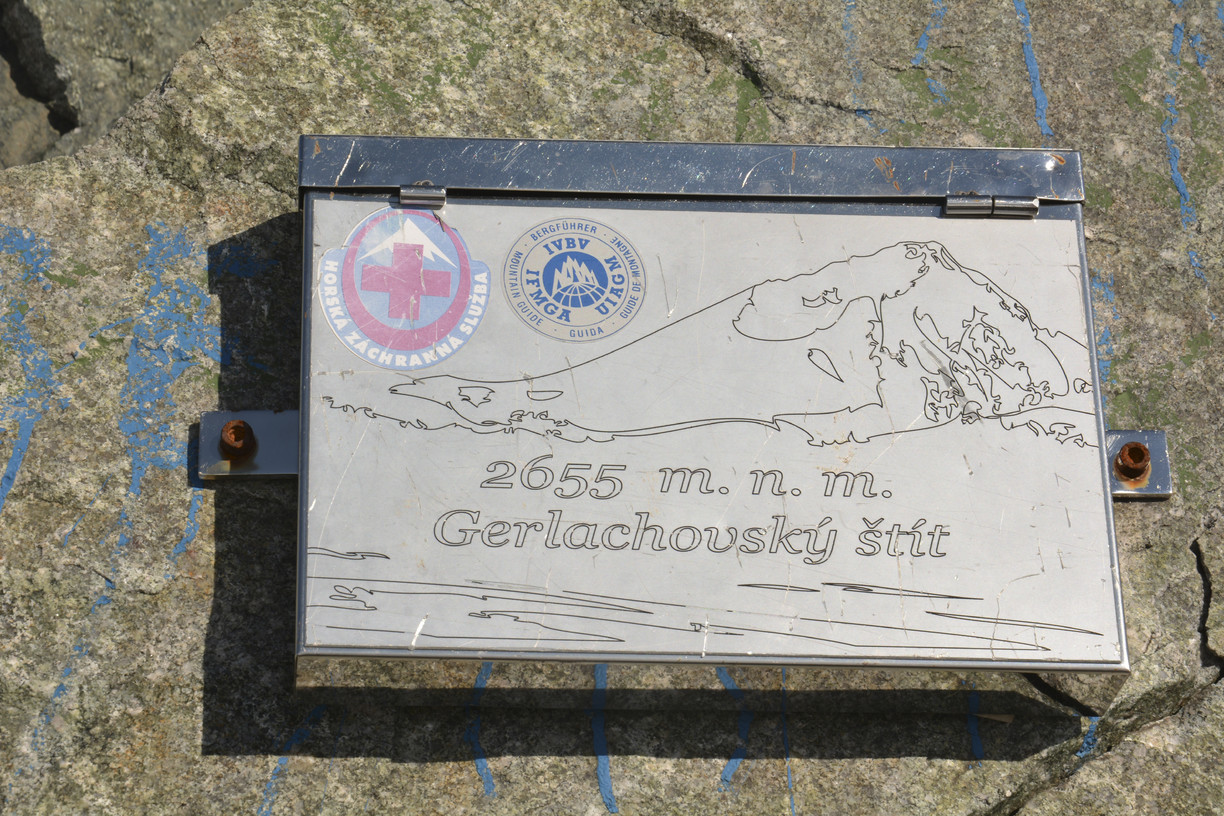 HORSKÁ ZÁCHRANNÁ SLUŽBA
BERGFÜHRER · GUIDE DE MONTAGNE · GUIDA · MOUNTAIN GUIDE ·
IVBV UIAGM IFMGA
2655 m. n. m.
Gerlachovský štít